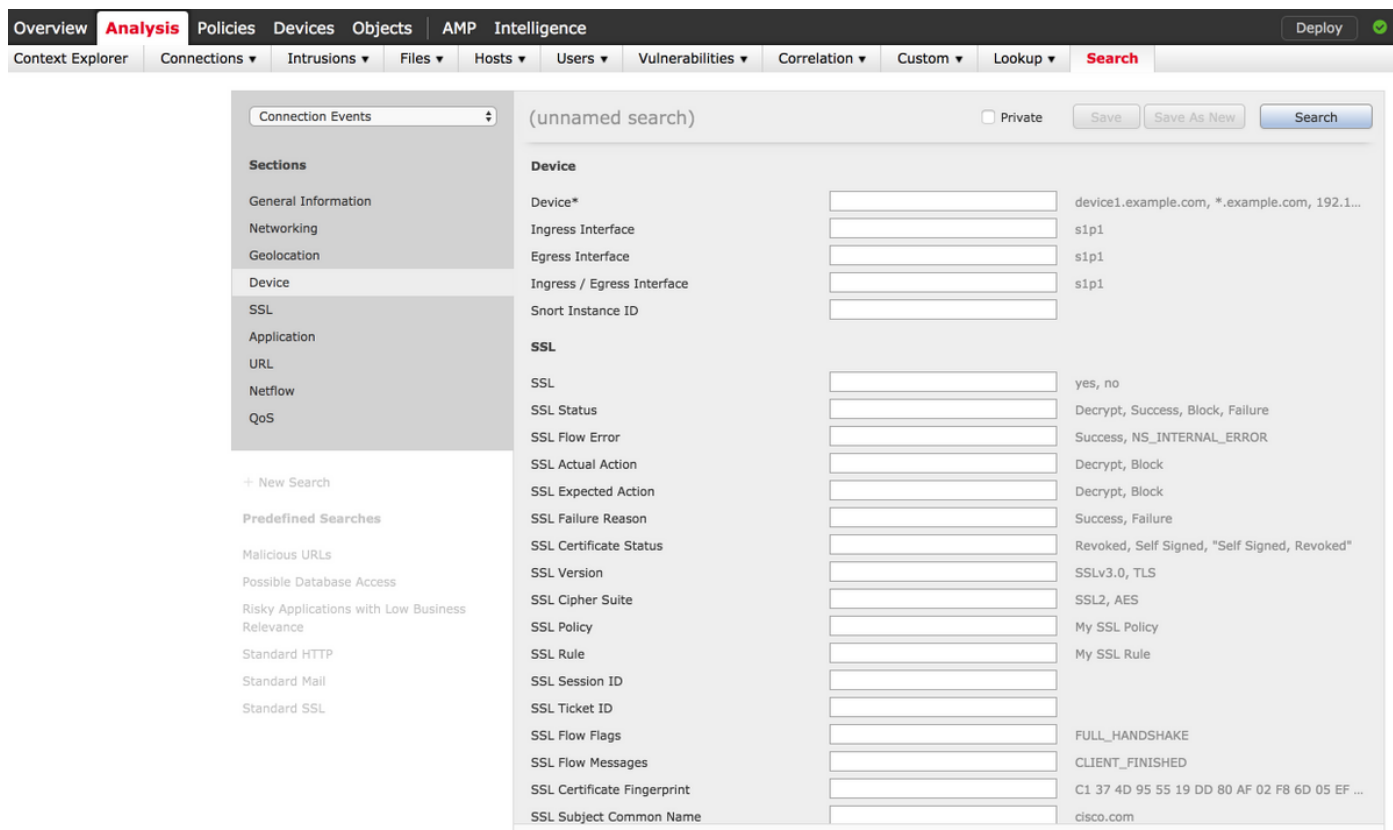 Overview Analysis Policies Devices Objects AMP Intelligence Deploy
Context Explorer Connections ▾ Intrusions ▾ Files ▾ Hosts ▾ Users ▾ Vulnerabilities ▾ Correlation ▾ Custom ▾ Lookup ▾ Search
Connection Events
Sections
General Information
Networking
Geolocation
Device
SSL
Application
URL
Netflow
QoS
+ New Search
Predefined Searches
Malicious URLs
Possible Database Access
Risky Applications with Low Business
Relevance
Standard HTTP
Standard Mail
Standard SSL
(unnamed search) Private Save Save As New Search
Device
Device* device1.example.com, *.example.com, 192.1...
Ingress Interface s1p1
Egress Interface s1p1
Ingress / Egress Interface s1p1
Snort Instance ID
SSL
SSL yes, no
SSL Status Decrypt, Success, Block, Failure
SSL Flow Error Success, NS_INTERNAL_ERROR
SSL Actual Action Decrypt, Block
SSL Expected Action Decrypt, Block
SSL Failure Reason Success, Failure
SSL Certificate Status Revoked, Self Signed, "Self Signed, Revoked"
SSL Version SSLv3.0, TLS
SSL Cipher Suite SSL2, AES
SSL Policy My SSL Policy
SSL Rule My SSL Rule
SSL Session ID
SSL Ticket ID
SSL Flow Flags FULL_HANDSHAKE
SSL Flow Messages CLIENT_FINISHED
SSL Certificate Fingerprint C1 37 4D 95 55 19 DD 80 AF 02 F8 6D 05 EF ...
SSL Subject Common Name cisco.com